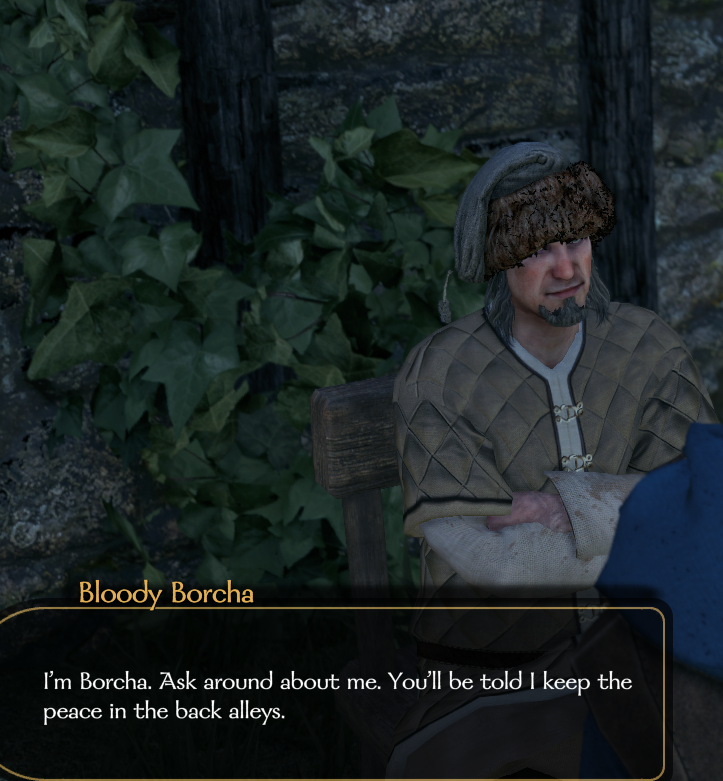 Bloody Borcha
I'm Borcha. Ask around about me. You'll be told I keep the
peace in the back alleys.